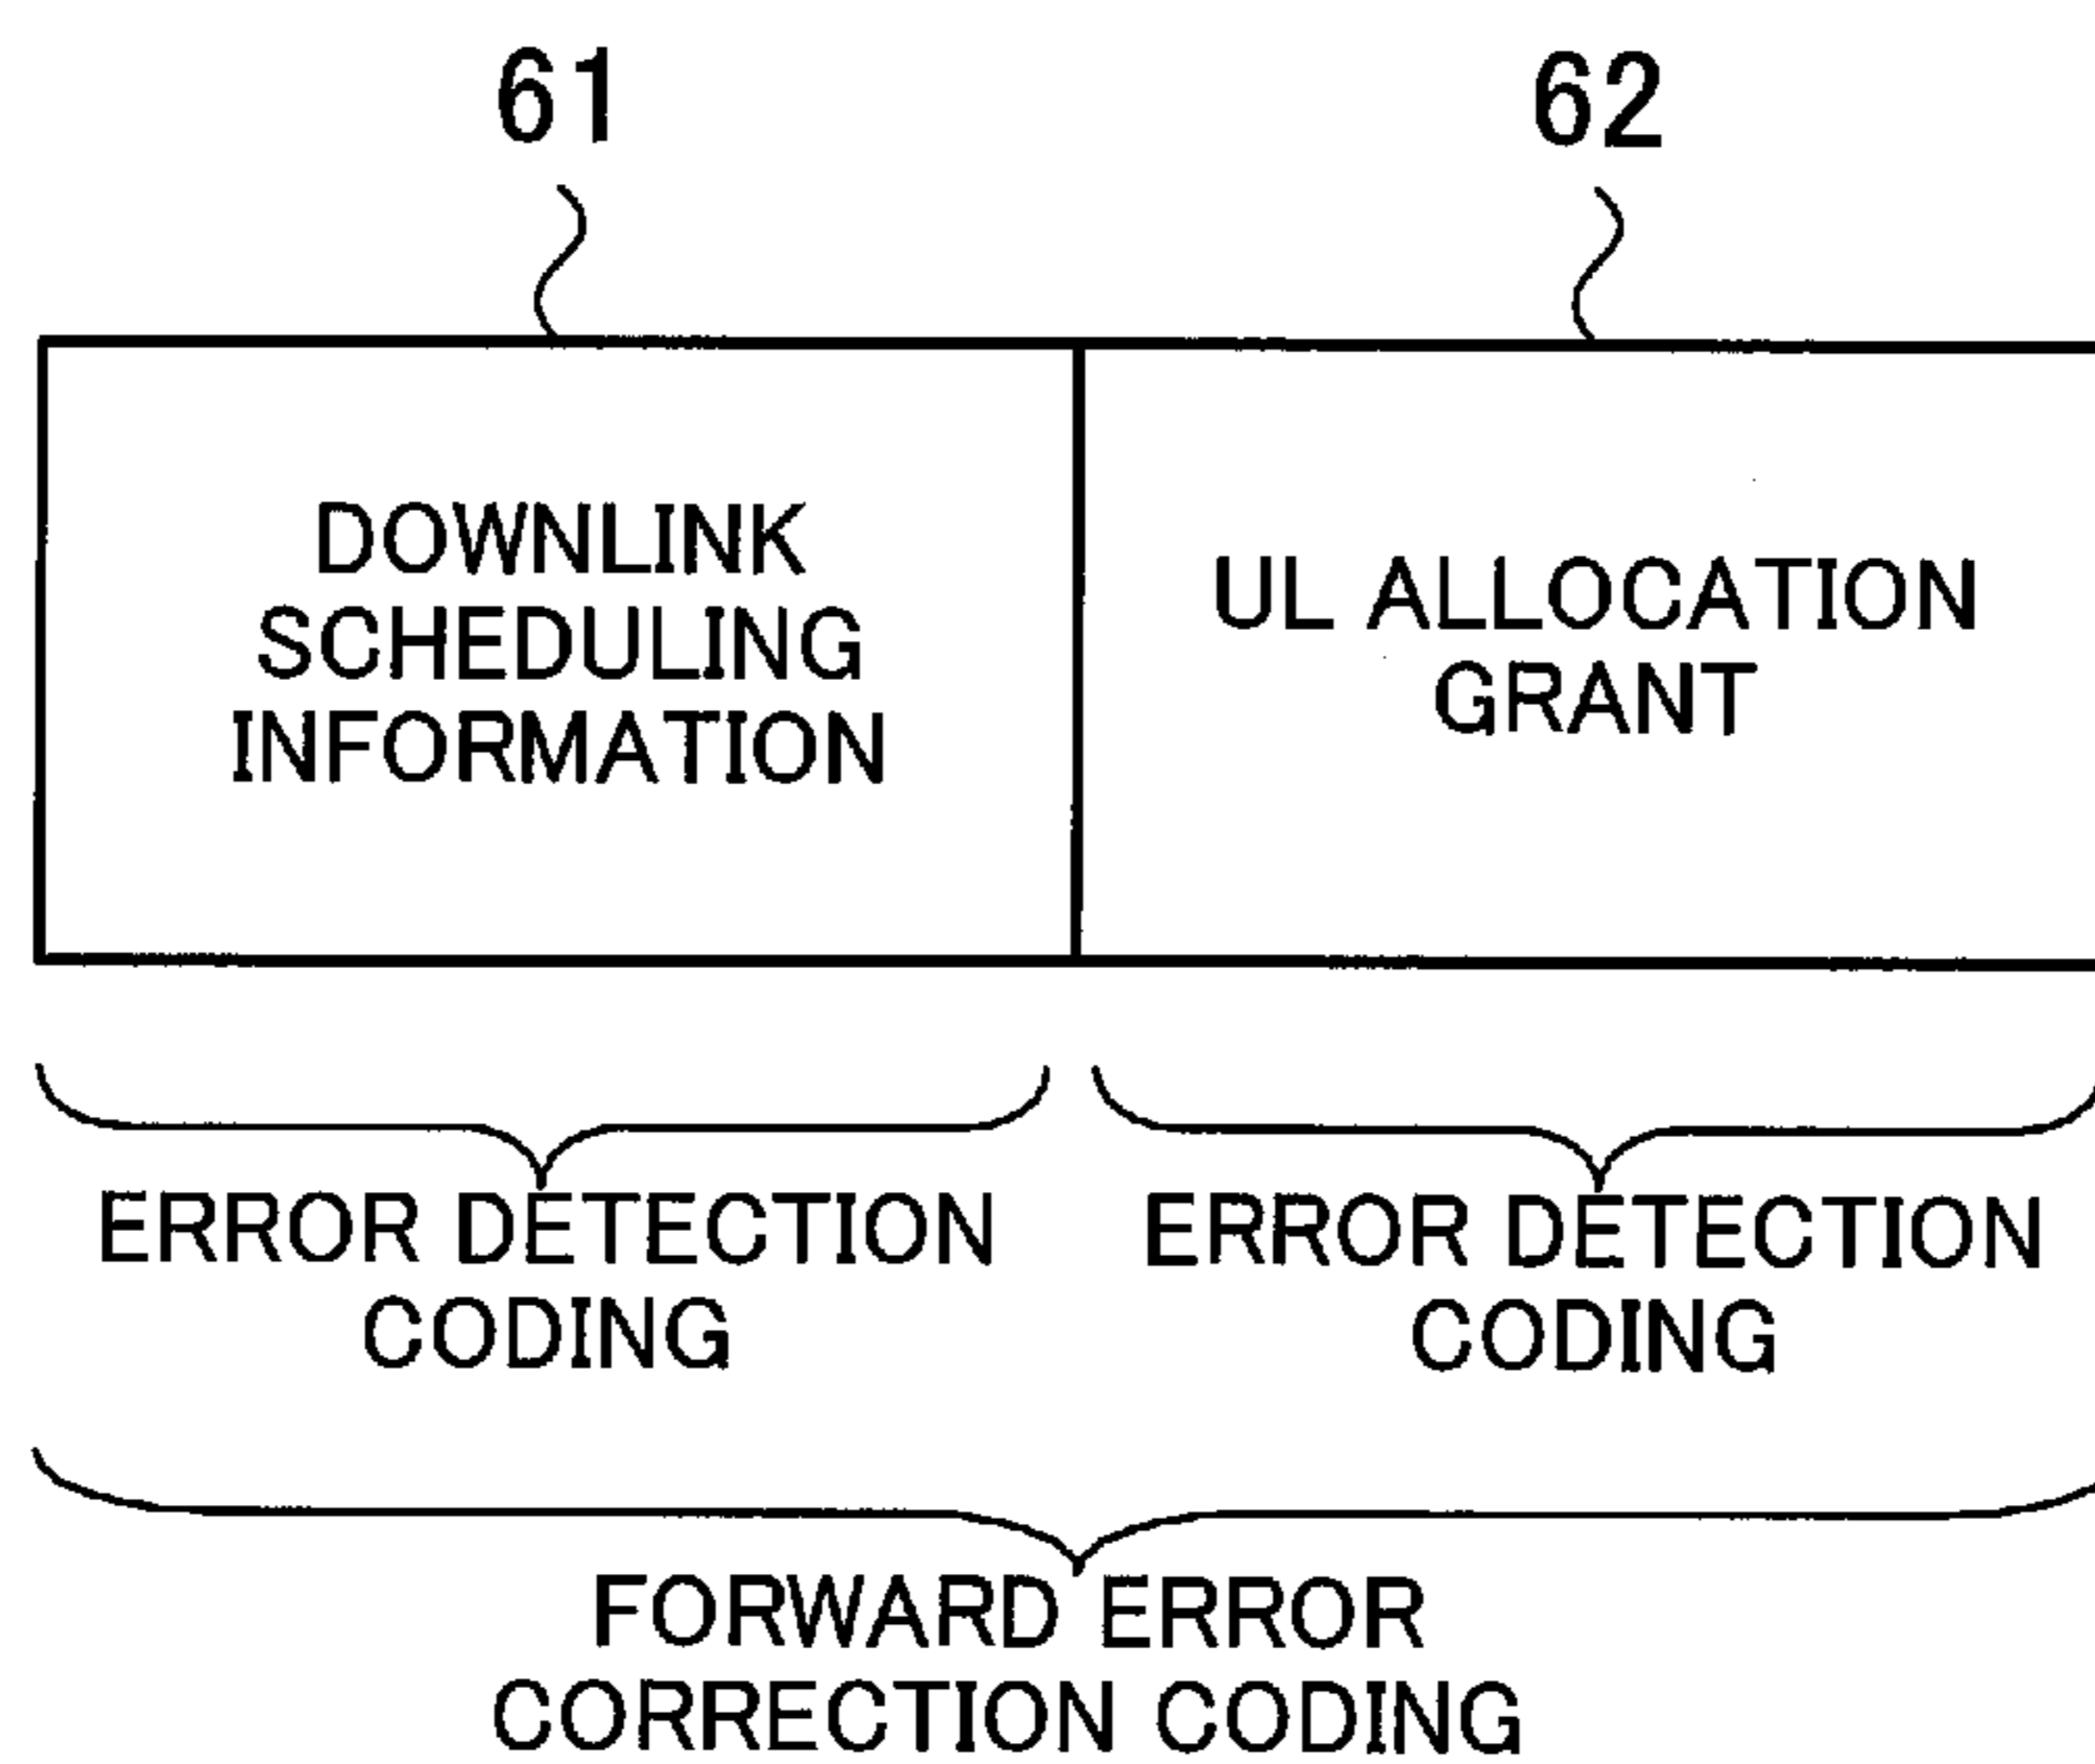 61 62
DOWNLINK
SCHEDULING
INFORMATION
UL ALLOCATION
GRANT
ERROR DETECTION
CODING
ERROR DETECTION
CODING
FORWARD ERROR
CORRECTION CODING